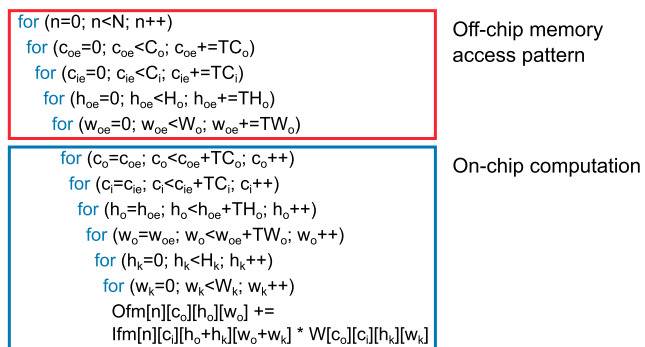 for (n=0; n<N; n++)
for (coe=0; coe<Co; coe+=TCo)
for (cie=0; cie<Ci; cie+=TCi)
for (hoe=0; hoe<Ho; hoe+=THo)
for (woe=0; woe<Wo; woe+=TWo)
Off-chip memory
access pattern
for (co=coe; co<coe+TCo; co++)
for (ci=cie; ci<cie+TCi; ci++)
for (ho=hoe; ho<hoe+THo; ho++)
for (wo=woe; wo<woe+TWo; wo++)
for (hk=0; hk<Hk; hk++)
for (wk=0; wk<Wk; wk++)
Ofm[n][co][ho][wo] +=
Ifm[n][ci][ho+hk][wo+wk] * W[co][ci][hk][wk]
On-chip computation